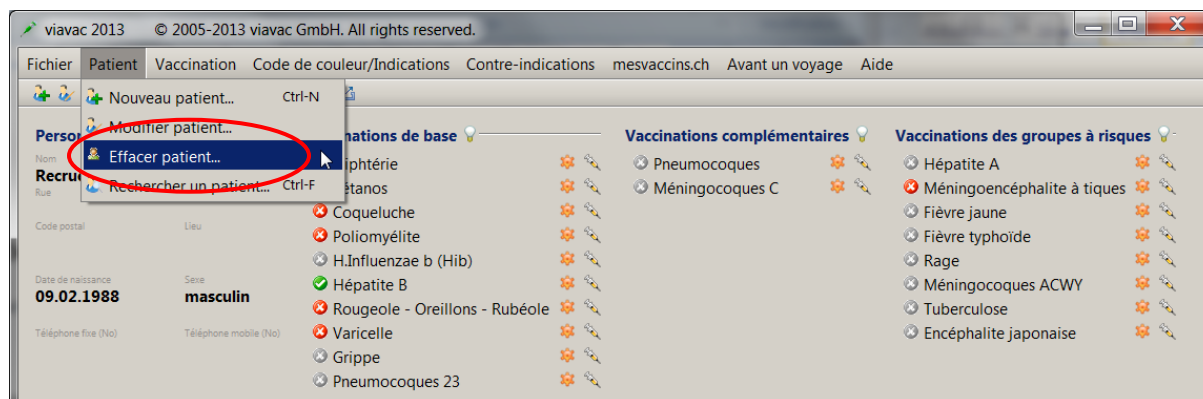 viavac 2013 © 2005-2013 viavac GmbH. All rights reserved.
Fichier Patient Vaccination Code de couleur/Indications Contre-indications mesvaccins.ch Avant un voyage Aide
Nouveau patient... Ctrl-N
Modifier patient...
Effacer patient...
Rechercher un patient... Ctrl-F
Nom
Rue
Code postal Lieu
Date de naissance Sexe
09.02.1988 masculin
Téléphone fixe (No) Téléphone mobile (No)
de base
Coqueluche
Poliomyélite
H.Influenzae b (Hib)
Hépatite B
Rougeole - Oreillons - Rubéole
Varicelle
Grippe
Pneumocoques 23
Vaccinations complémentaires
Pneumocoques
Méningocoques C
Vaccinations des groupes à risques
Hépatite A
Méningoencéphalite à tiques
Fièvre jaune
Fièvre typhoïde
Rage
Méningocoques ACWY
Tuberculose
Encéphalite japonaise